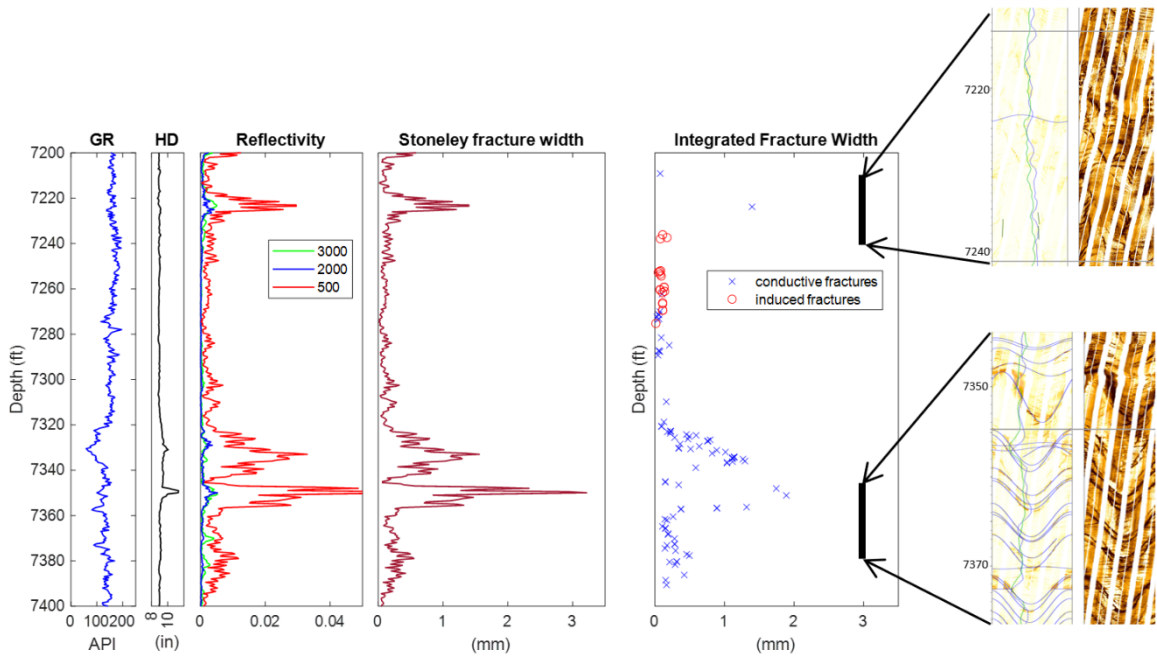 GR
HD
Reflectivity
Stoneley fracture width
Integrated Fracture Width
7200
7220
7240
7260
7280
7300
7320
7340
7360
7380
7400
Depth (ft)
0 100 200
API
8 10
(in)
3000
2000
500
0 0.02 0.04
0 1 2 3
(mm)
Depth (ft)
conductive fractures
induced fractures
0 1 2 3
(mm)
7220
7240
7350
7370